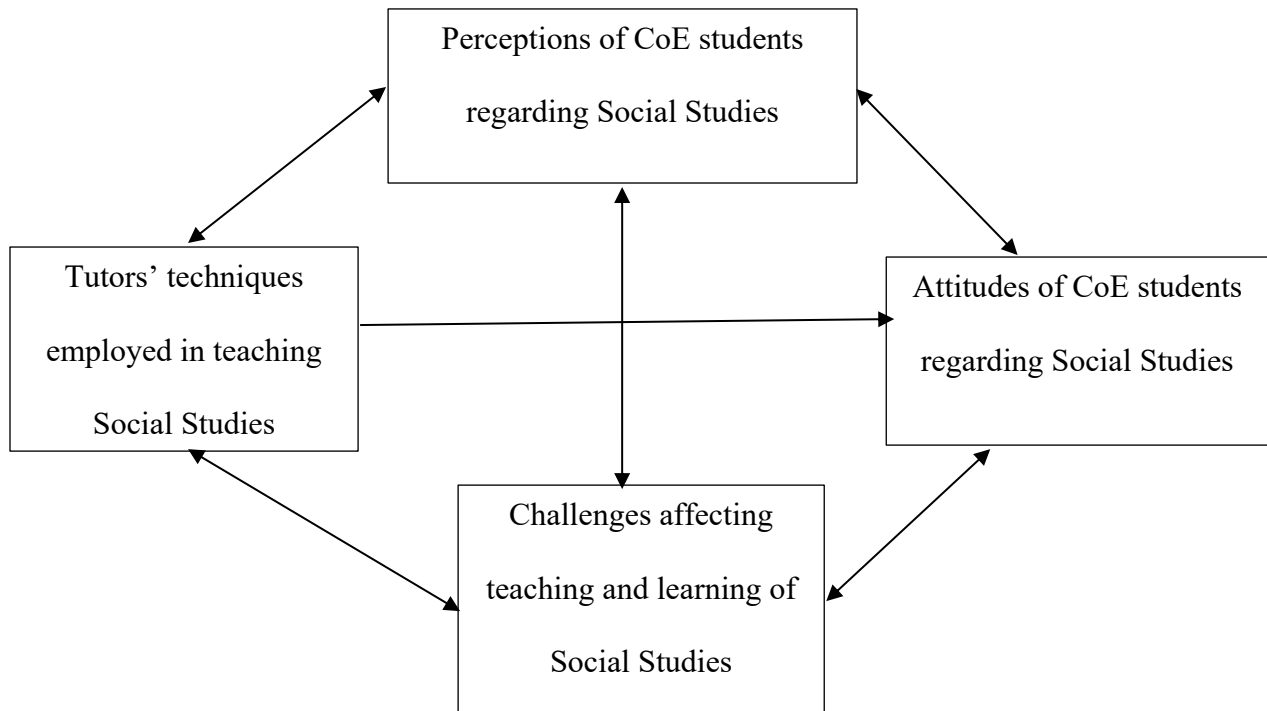 Perceptions of CoE students
regarding Social Studies
Tutors’ techniques
employed in teaching
Social Studies
Attitudes of CoE students
regarding Social Studies
Challenges affecting
teaching and learning of
Social Studies